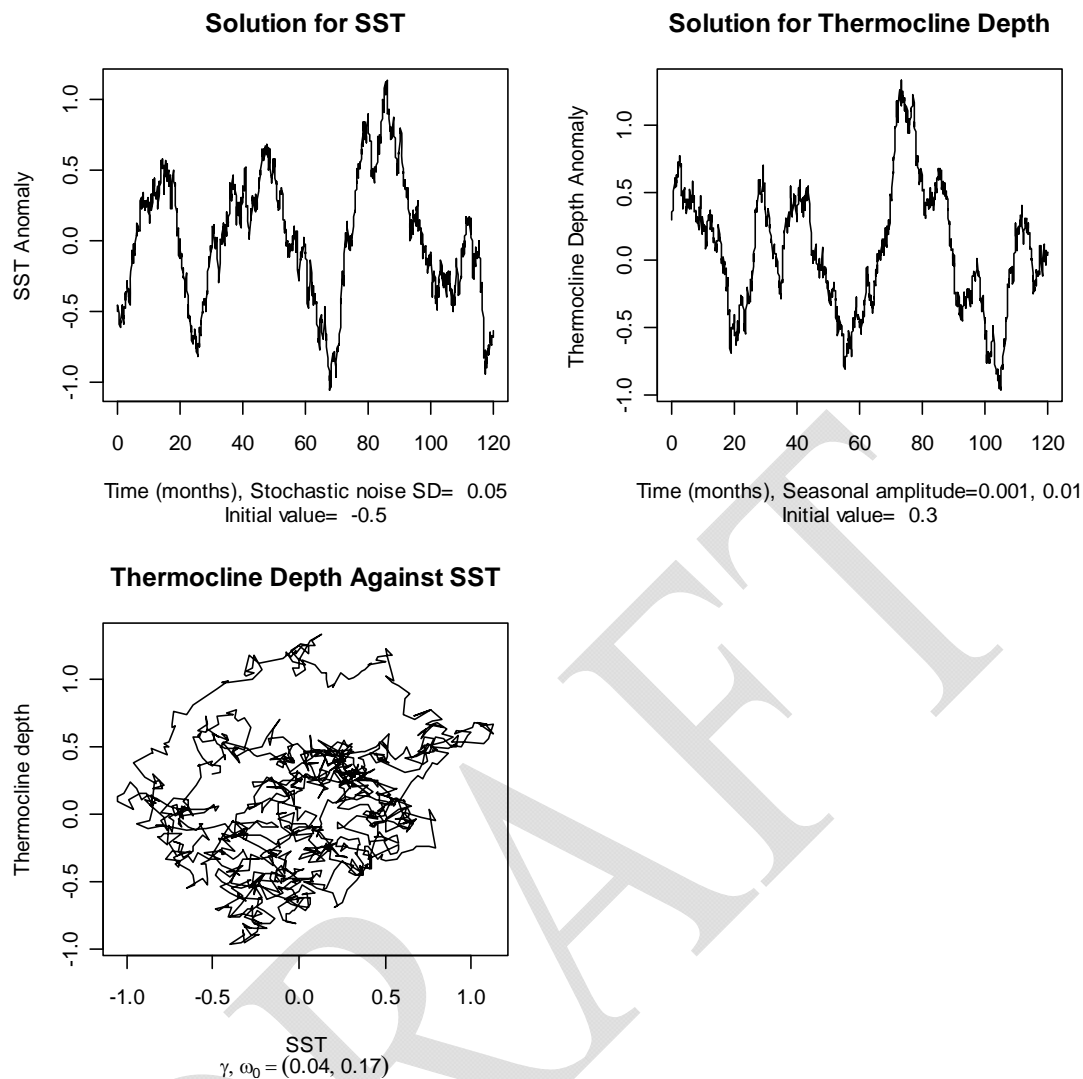 Solution for SST
SST Anomaly
1.0
0.5
0.0
-0.5
-1.0
0 20 40 60 80 100 120
Time (months), Stochastic noise SD= 0.05
Initial value= -0.5
Solution for Thermocline Depth
Thermocline Depth Anomaly
1.0
0.5
0.0
-0.5
-1.0
0 20 40 60 80 100 120
Time (months), Seasonal amplitude=0.001, 0.01
Initial value= 0.3
Thermocline Depth Against SST
Thermocline depth
1.0
0.5
0.0
-0.5
-1.0
-1.0 -0.5 0.0 0.5 1.0
SST
γ, ω₀ = (0.04, 0.17)
DRAFT